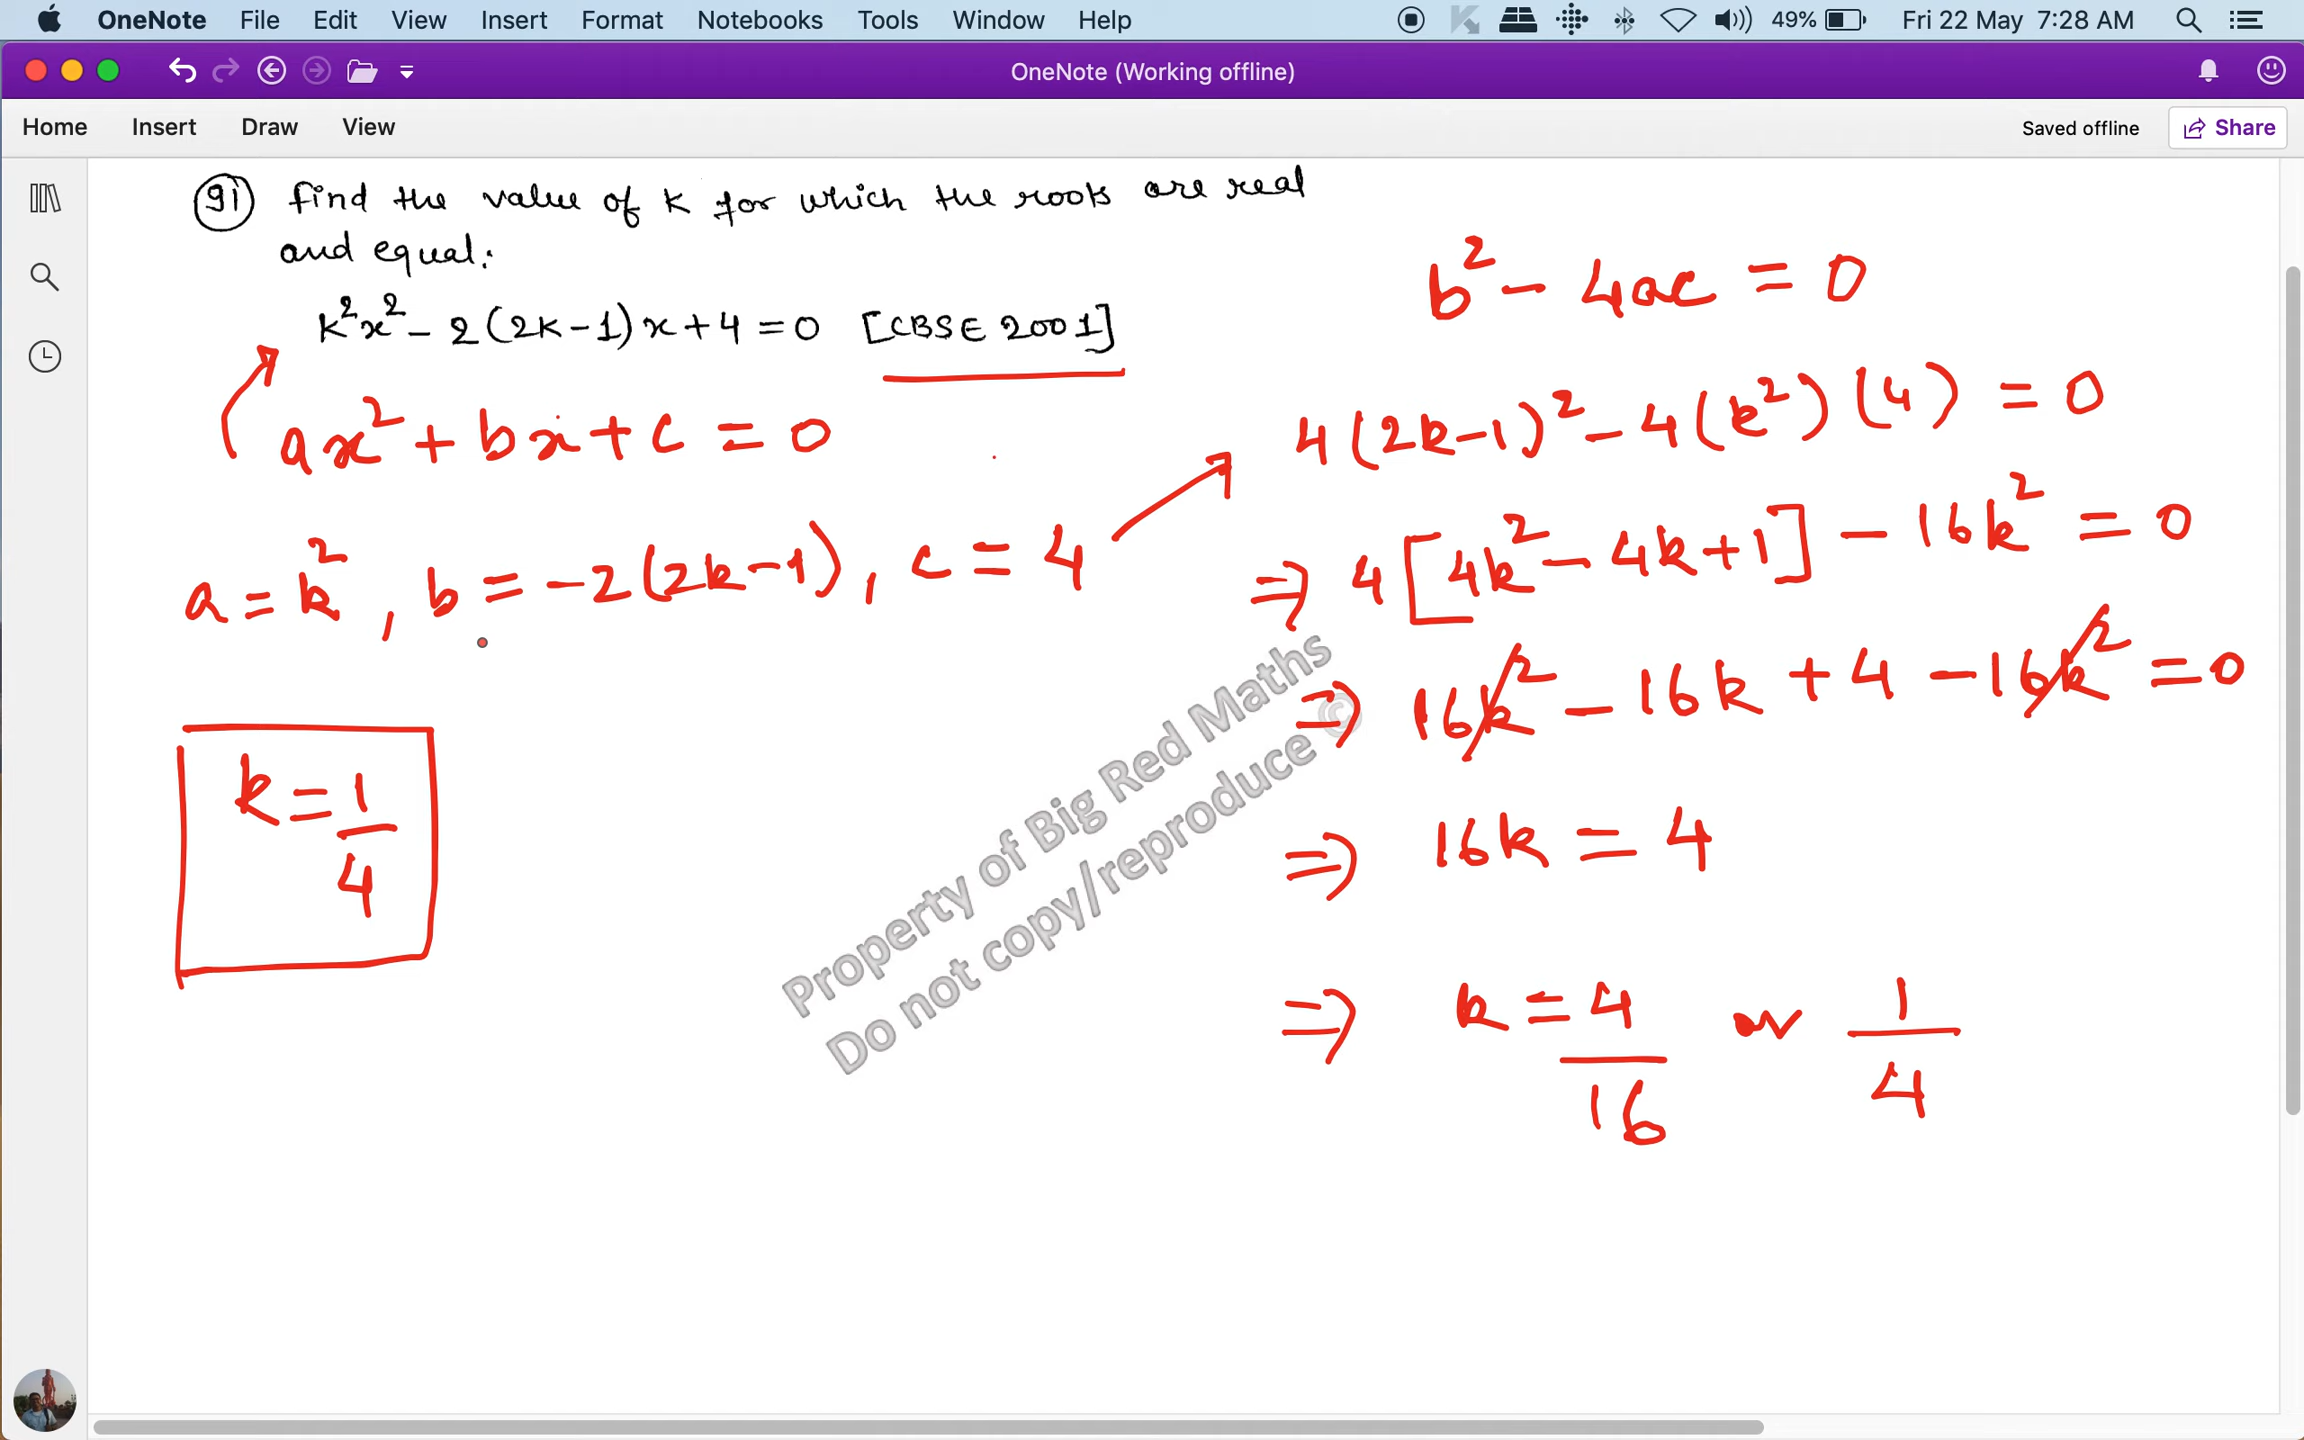 OneNote File Edit View Insert Format Notebooks Tools Window Help 49% Fri 22 May 7:28 AM
OneNote (Working offline)
Home Insert Draw View Saved offline Share
91 Find the value of k for which the roots are real
and equal:
k²x² - 2(2k-1)x + 4 = 0 [CBSE 2001]
ax² + bx + c = 0
a = k², b = -2(2k-1), c = 4
k = 1/4
b² - 4ac = 0
4(2k-1)² - 4(k²)(4) = 0
⇒ 4[4k² - 4k + 1] - 16k² = 0
⇒ 16k² - 16k + 4 - 16k² = 0
⇒ 16k = 4
⇒ k = 4/16 or 1/4
Property of Big Red Maths
Do not copy/reproduce ©